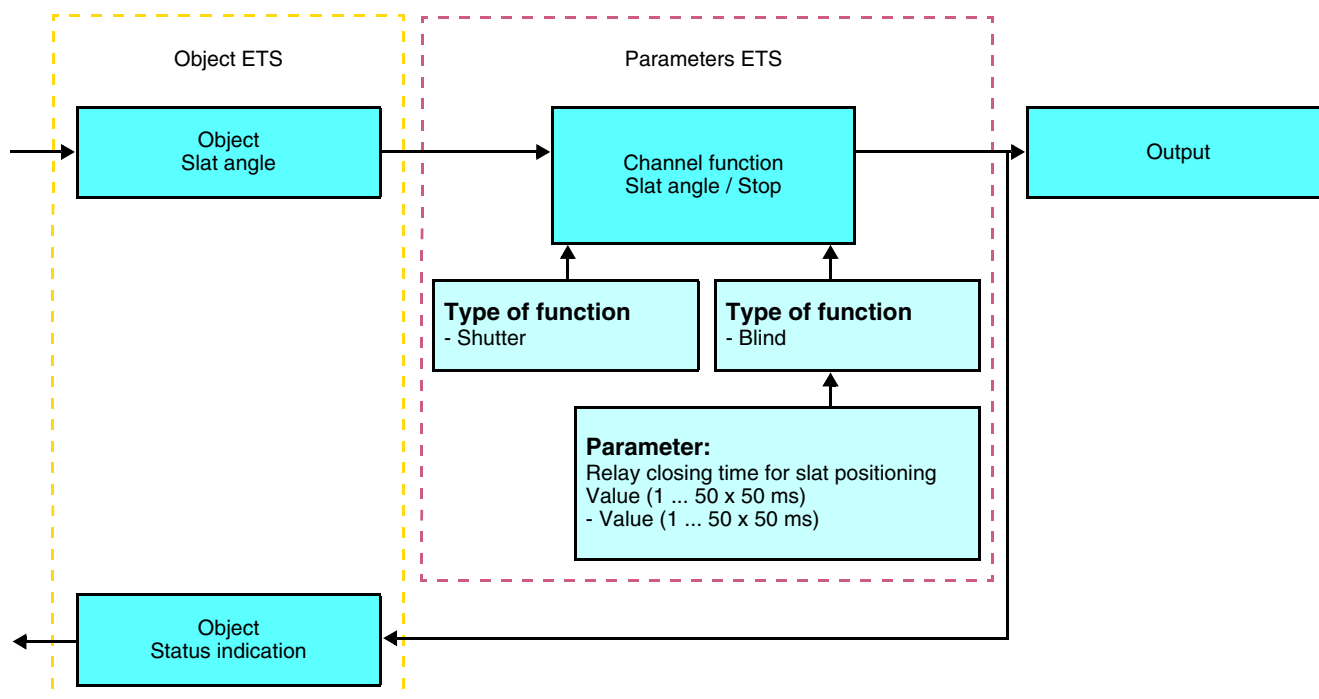 Object ETS
Parameters ETS
Object
Slat angle
Channel function
Slat angle / Stop
Output
Type of function
- Shutter
Type of function
- Blind
Parameter:
Relay closing time for slat positioning
Value (1 ... 50 x 50 ms)
- Value (1 ... 50 x 50 ms)
Object
Status indication